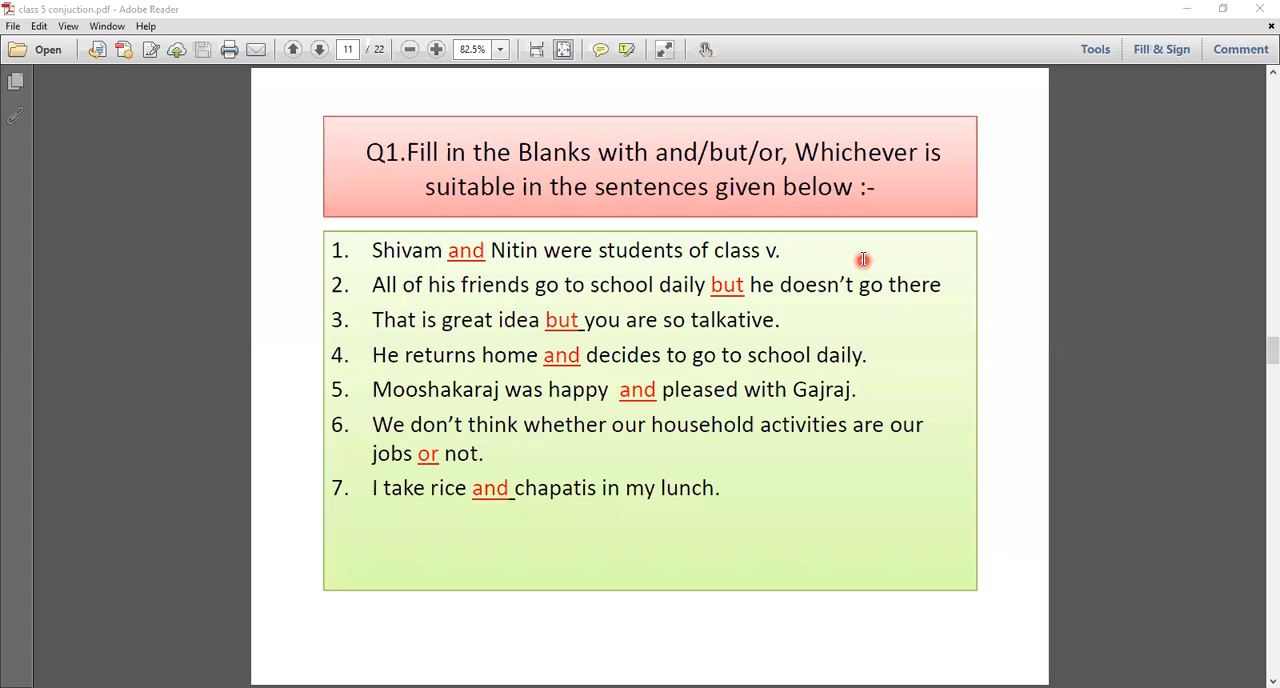 class 5 conjuction.pdf - Adobe Reader
File Edit View Window Help
Open 11 / 22 82.5% Tools Fill & Sign Comment
Q1.Fill in the Blanks with and/but/or, Whichever is
suitable in the sentences given below :-
1. Shivam and Nitin were students of class v.
2. All of his friends go to school daily but he doesn’t go there
3. That is great idea but you are so talkative.
4. He returns home and decides to go to school daily.
5. Mooshakaraj was happy and pleased with Gajraj.
6. We don’t think whether our household activities are our
jobs or not.
7. I take rice and chapatis in my lunch.